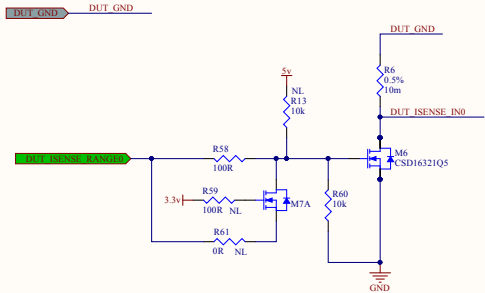 DUT_GND
DUT_GND
DUT_GND
R6
0.5%
10m
5v
NL
R13
10k
DUT_ISENSE_IN0
M6
CSD16321Q5
DUT_ISENSE_RANGE0
R58
100R
R59
3.3v
100R
NL
M7A
R60
10k
R61
0R
NL
GND